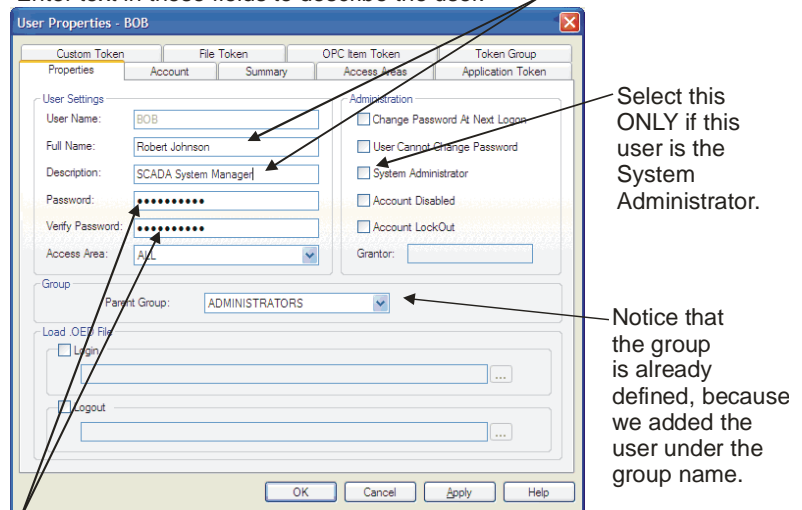 Enter text in these fields to describe the user.
User Properties - BOB
Custom Token File Token OPC Item Token Token Group
Properties Account Summary Access Areas Application Token
User Settings
User Name: BOB
Full Name: Robert Johnson
Description: SCADA System Manager
Password: ••••••••••
Verify Password: ••••••••••
Access Area: ALL
Administration
Change Password At Next Logon
User Cannot Change Password
System Administrator
Account Disabled
Account LockOut
Grantor:
Select this
ONLY if this
user is the
System
Administrator.
Group
Parent Group: ADMINISTRATORS
Notice that
the group
is already
defined, because
we added the
user under the
group name.
Load .OED File
Login
...
Logout
...
OK Cancel Apply Help